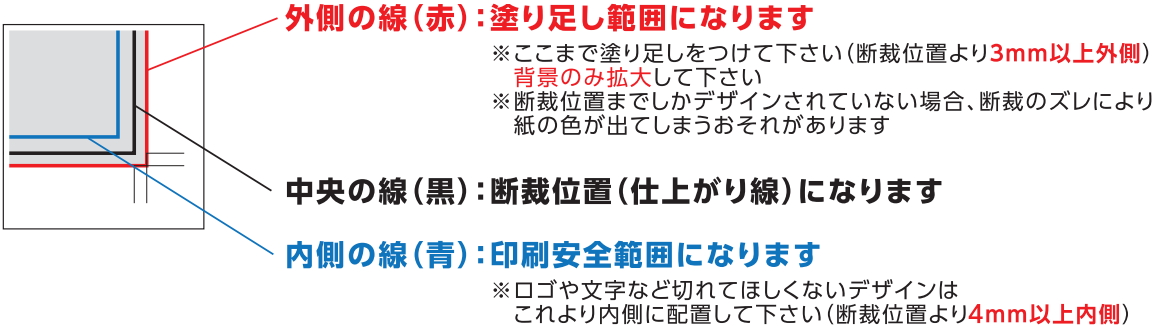 外側の線（赤）：塗り足し範囲になります
※ここまで塗り足しをつけて下さい（断裁位置より3mm以上外側）
背景のみ拡大して下さい
※断裁位置までしかデザインされていない場合、断裁のズレにより
紙の色が出てしまうおそれがあります
中央の線（黒）：断裁位置（仕上がり線）になります
内側の線（青）：印刷安全範囲になります
※ロゴや文字など切れてほしくないデザインは
これより内側に配置して下さい（断裁位置より4mm以上内側）